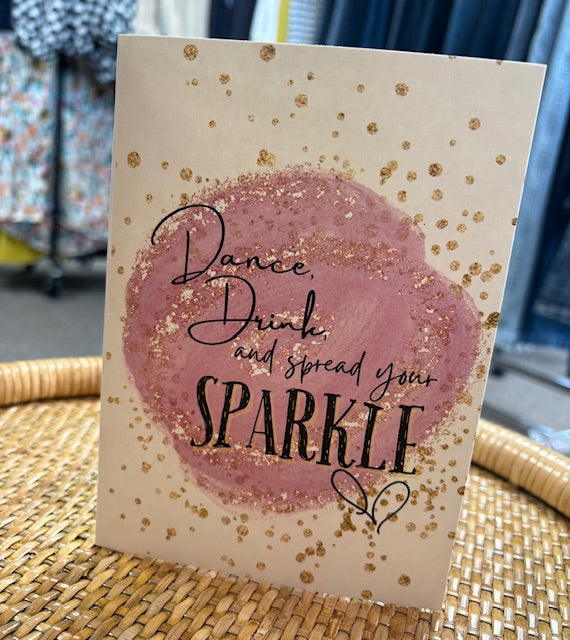 Dance,
Drink,
and spread your
SPARKLE